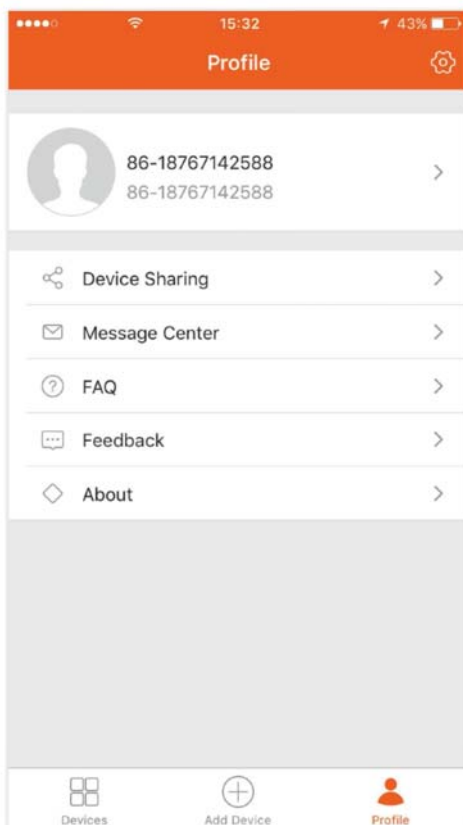 15:32
43%
Profile
86-18767142588
86-18767142588
Device Sharing
Message Center
FAQ
Feedback
About
Devices
Add Device
Profile